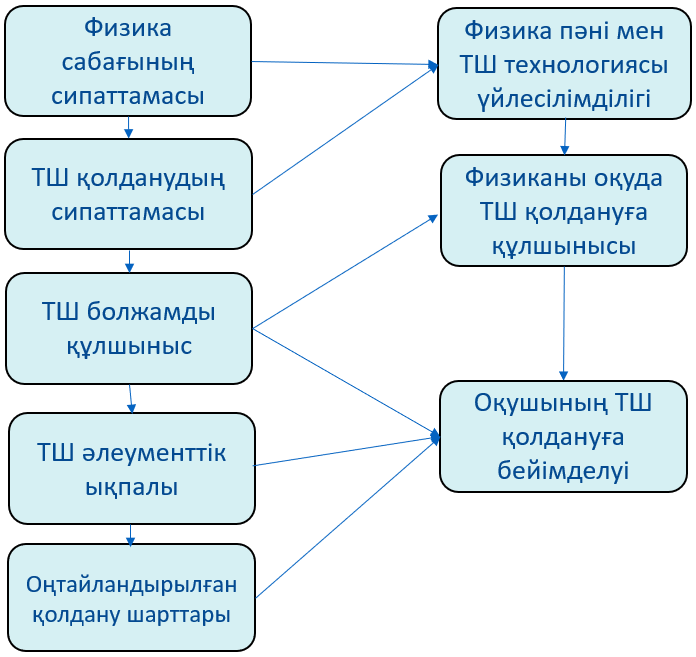 Физика
сабағының
сипаттамасы
ТШ қолданудың
сипаттамасы
ТШ болжамды
құлшыныс
ТШ әлеументтік
ықпалы
Оңтайландырылған
қолдану шарттары
Физика пәні мен
ТШ технологиясы
үйлесілімділігі
Физиканы оқуда
ТШ қолдануға
құлшынысы
Оқушының ТШ
қолдануға
бейімделуі